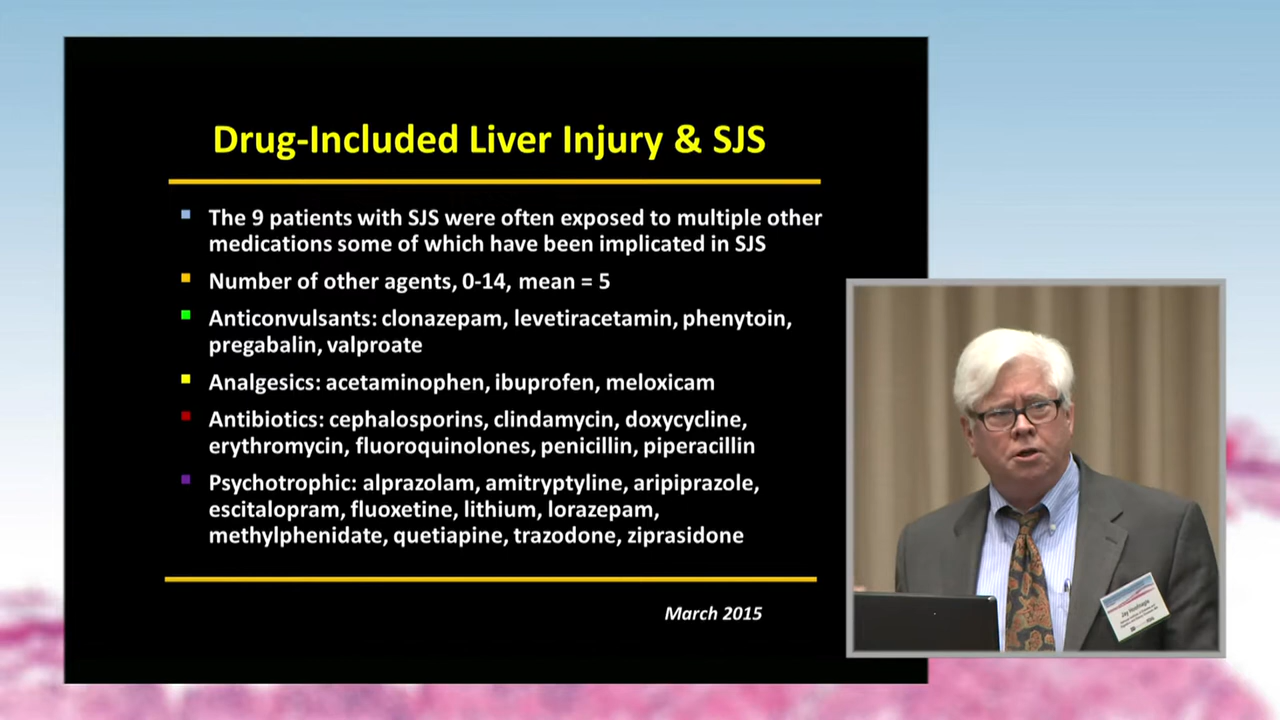 Drug-Included Liver Injury & SJS
The 9 patients with SJS were often exposed to multiple other
medications some of which have been implicated in SJS
Number of other agents, 0-14, mean = 5
Anticonvulsants: clonazepam, levetiracetamin, phenytoin,
pregabalin, valproate
Analgesics: acetaminophen, ibuprofen, meloxicam
Antibiotics: cephalosporins, clindamycin, doxycycline,
erythromycin, fluoroquinolones, penicillin, piperacillin
Psychotrophic: alprazolam, amitryptyline, aripiprazole,
escitalopram, fluoxetine, lithium, lorazepam,
methylphenidate, quetiapine, trazodone, ziprasidone
March 2015
Jay Hoofnagle